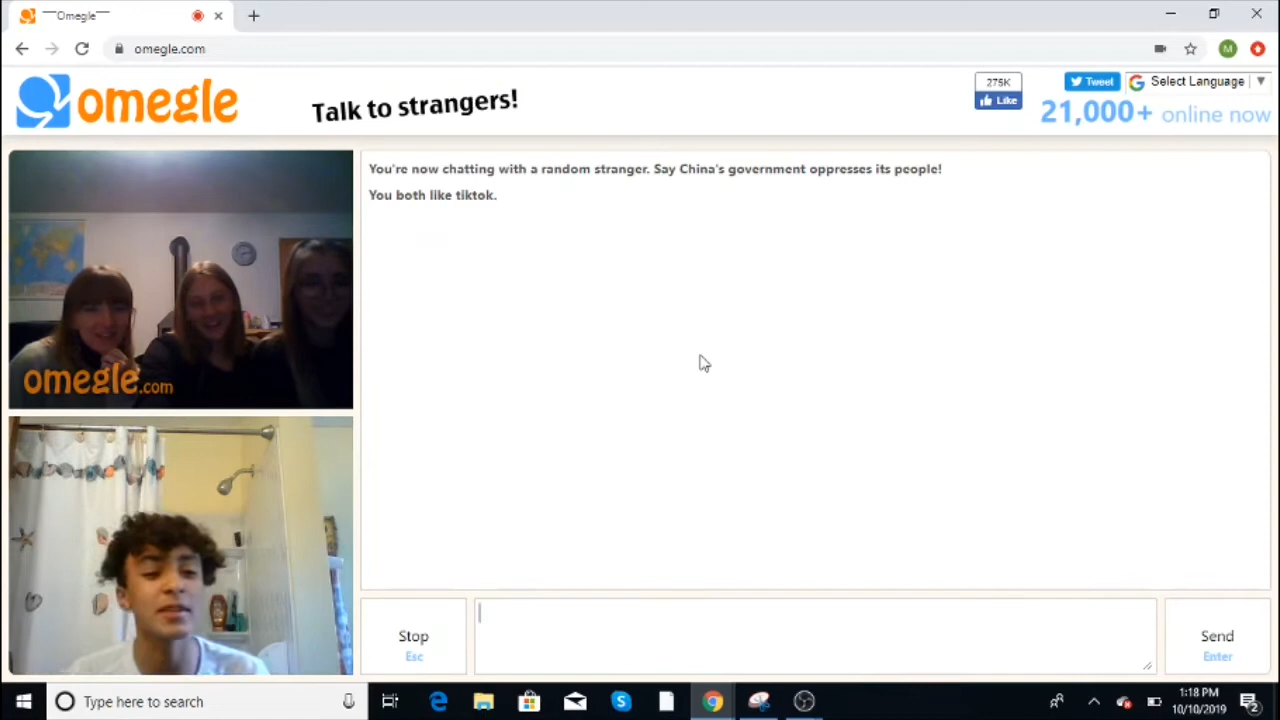 Omegle
omegle.com
omegle
Talk to strangers!
275K
Like
Tweet
Select Language
21,000+ online now
You're now chatting with a random stranger. Say China's government oppresses its people!
You both like tiktok.
omegle.com
Stop
Esc
Send
Enter
Type here to search
1:18 PM
10/10/2019
M
2